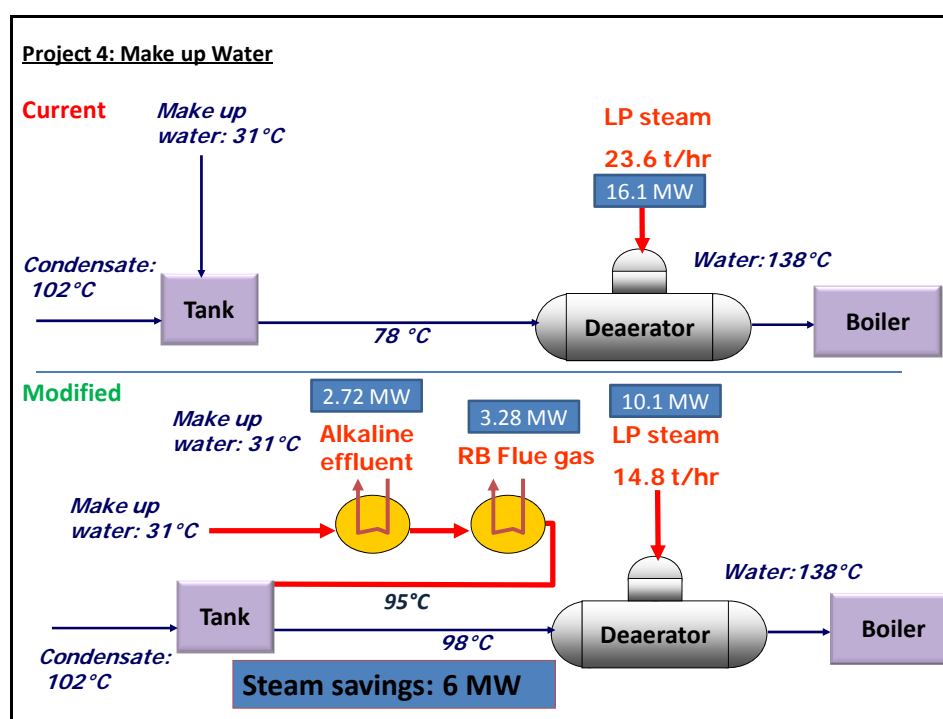 Project 4: Make up Water
Current
Make up
water: 31°C
LP steam
23.6 t/hr
16.1 MW
Condensate:
102°C
Tank
78 °C
Deaerator
Water:138°C
Boiler
Modified
Make up
water: 31°C
2.72 MW
Alkaline
effluent
3.28 MW
RB Flue gas
10.1 MW
LP steam
14.8 t/hr
Make up
water: 31°C
95°C
Tank
98°C
Deaerator
Water:138°C
Boiler
Condensate:
102°C
Steam savings: 6 MW